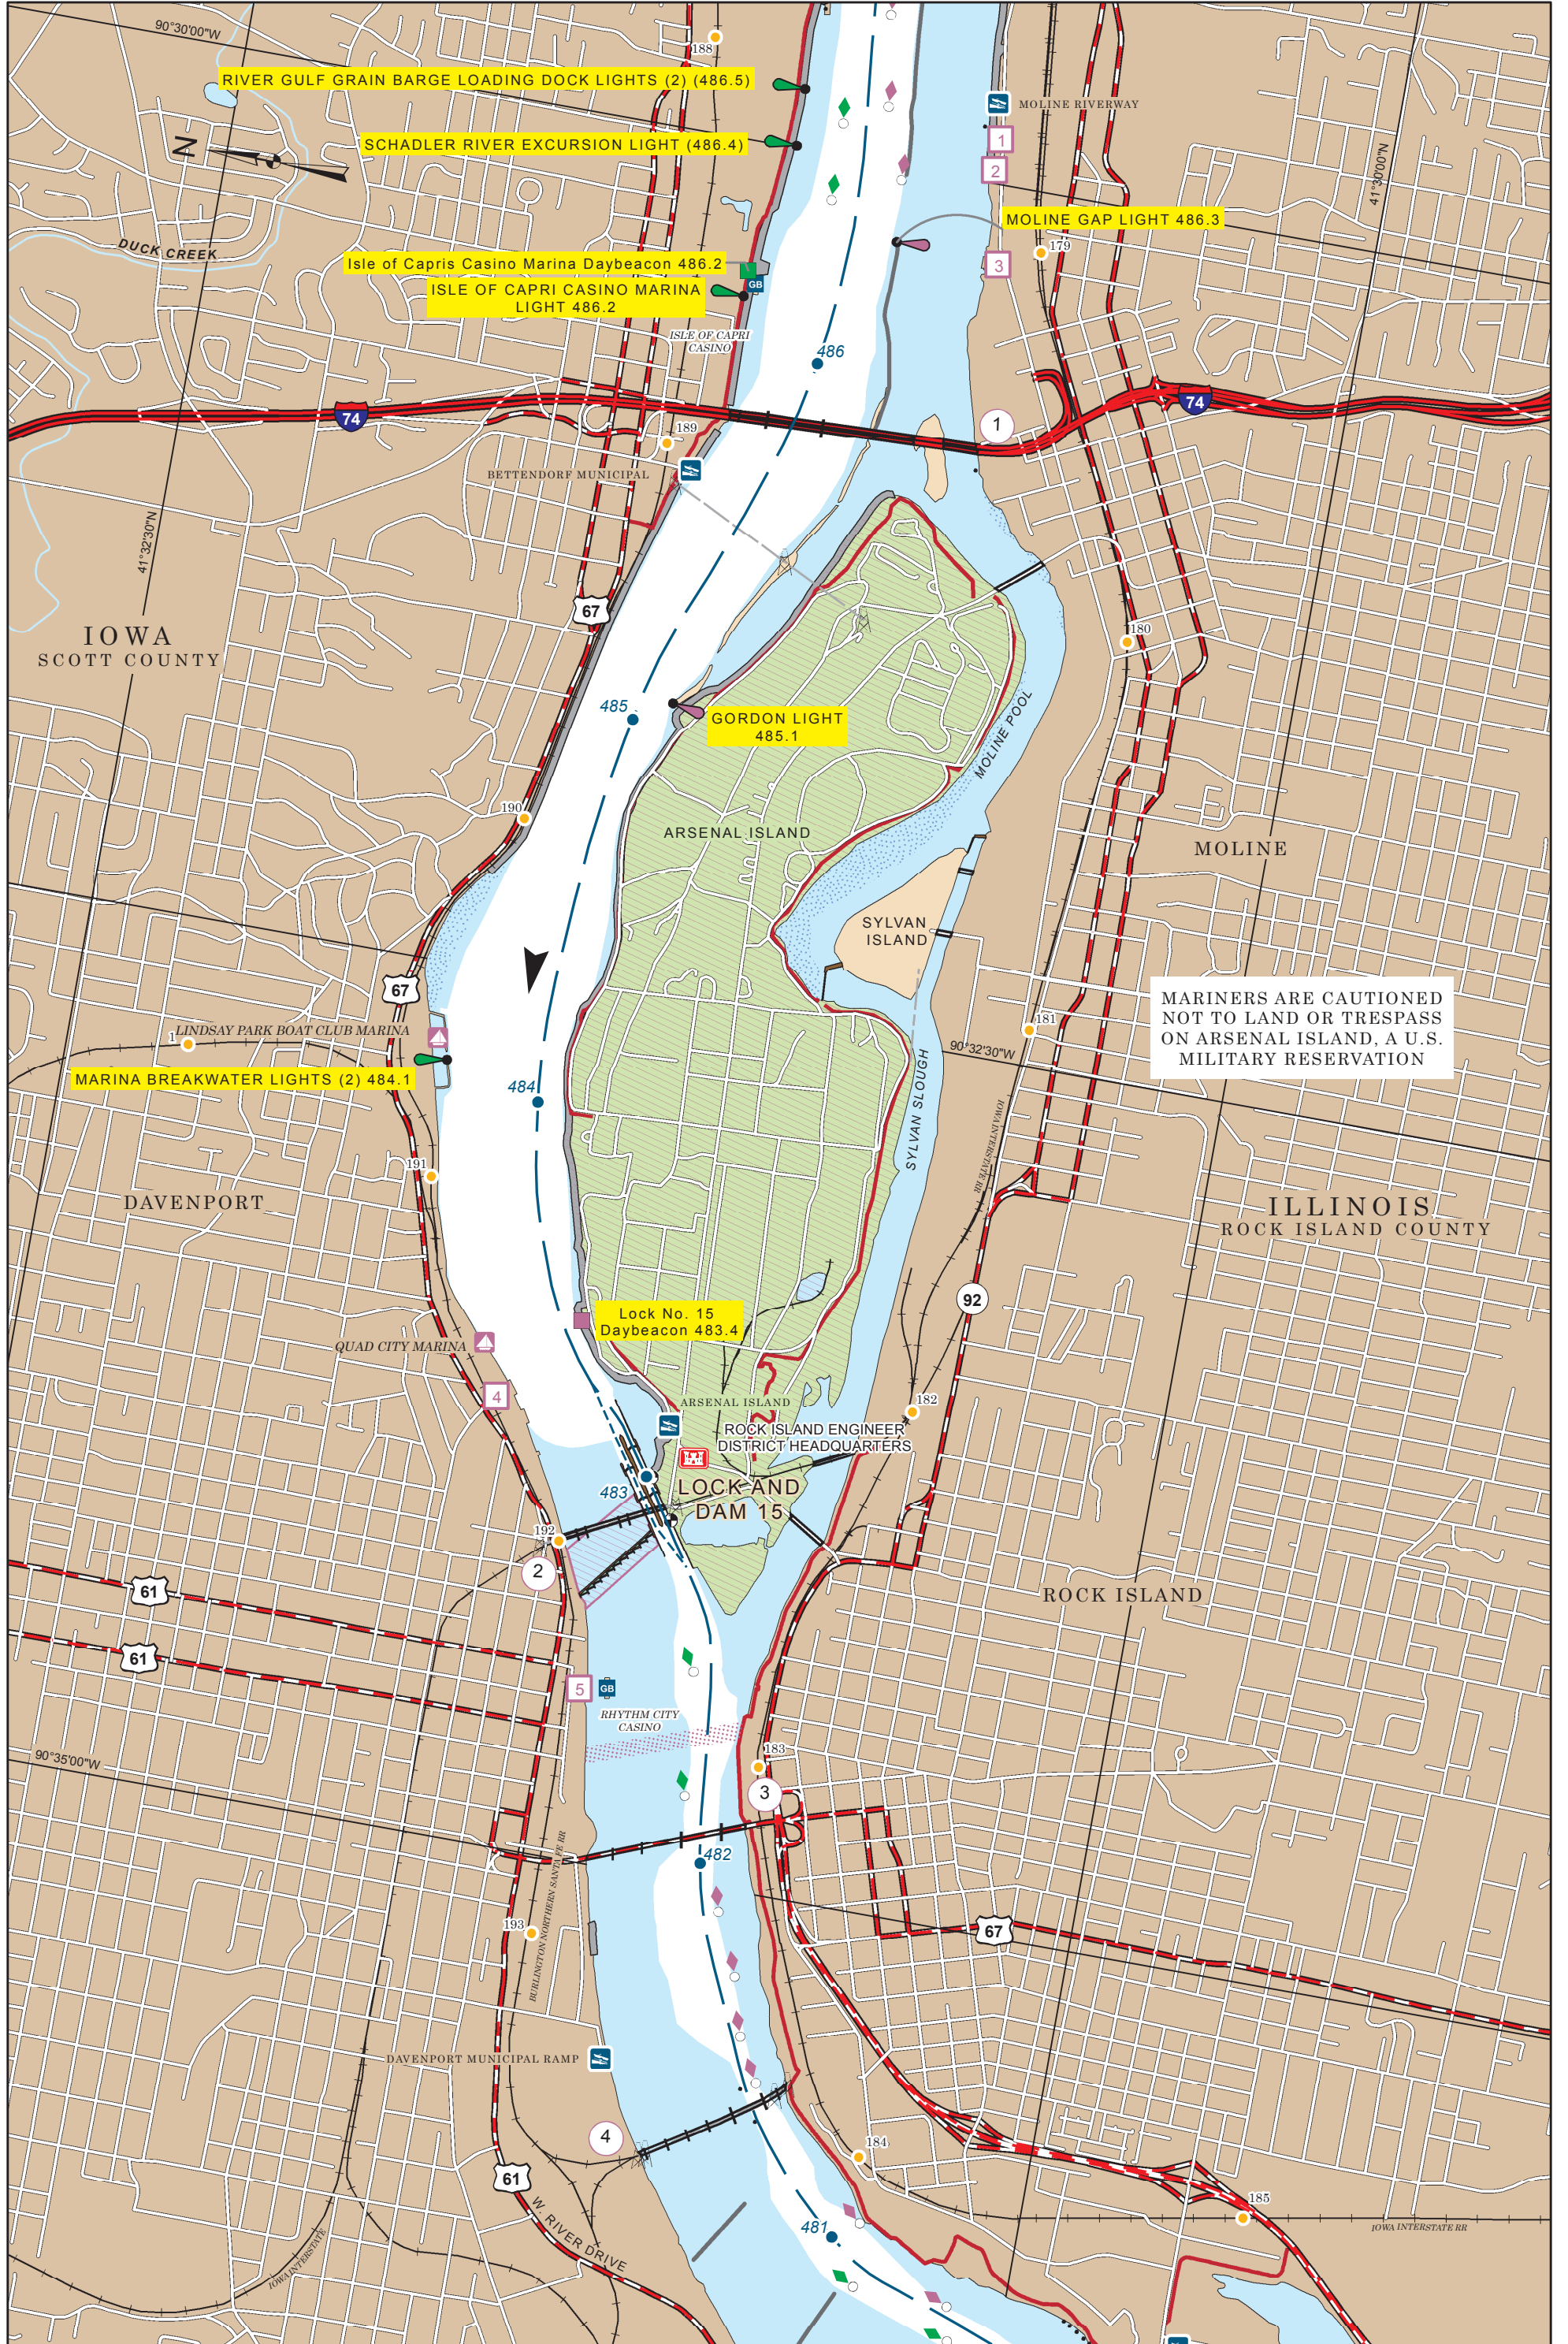 90°30'00"W
188
RIVER GULF GRAIN BARGE LOADING DOCK LIGHTS (2) (486.5)
MOLINE RIVERWAY
1
SCHADLER RIVER EXCURSION LIGHT (486.4)
N
2
41°30'00"N
MOLINE GAP LIGHT 486.3
179
DUCK CREEK
3
Isle of Capris Casino Marina Daybeacon 486.2
GB
ISLE OF CAPRI CASINO MARINA
LIGHT 486.2
ISLE OF CAPRI
CASINO
486
74
74
1
189
BETTENDORF MUNICIPAL
41°32'30"N
67
IOWA
SCOTT COUNTY
180
485
GORDON LIGHT
485.1
MOLINE POOL
190
ARSENAL ISLAND
MOLINE
SYLVAN
ISLAND
67
MARINERS ARE CAUTIONED
NOT TO LAND OR TRESPASS
ON ARSENAL ISLAND, A U.S.
MILITARY RESERVATION
181
1
LINDSAY PARK BOAT CLUB MARINA
90°32'30"W
MARINA BREAKWATER LIGHTS (2) 484.1
484
SYLVAN SLOUGH
IOWA INTERSTATE RR
191
DAVENPORT
ILLINOIS
ROCK ISLAND COUNTY
92
Lock No. 15
Daybeacon 483.4
QUAD CITY MARINA
4
182
ARSENAL ISLAND
ROCK ISLAND ENGINEER
DISTRICT HEADQUARTERS
483
LOCK AND
DAM 15
192
2
61
ROCK ISLAND
61
5
GB
RHYTHM CITY
CASINO
183
90°35'00"W
3
482
BURLINGTON NORTHERN SANTA FE RR
193
67
DAVENPORT MUNICIPAL RAMP
4
184
61
185
W. RIVER DRIVE
481
IOWA INTERSTATE RR
IOWA INTERSTATE